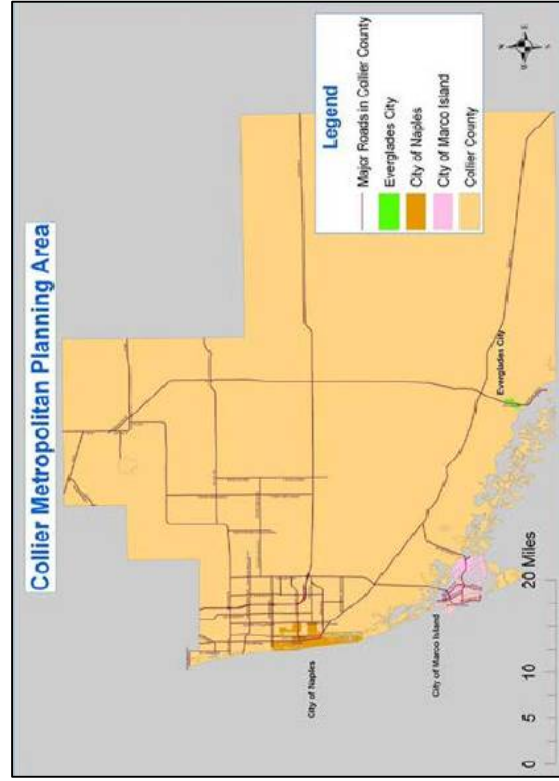 Collier Metropolitan Planning Area
Legend
Major Roads in Collier County
Everglades City
City of Naples
City of Marco Island
Collier County
N
City of Naples
City of Marco Island
Everglades City
0 5 10 20 Miles